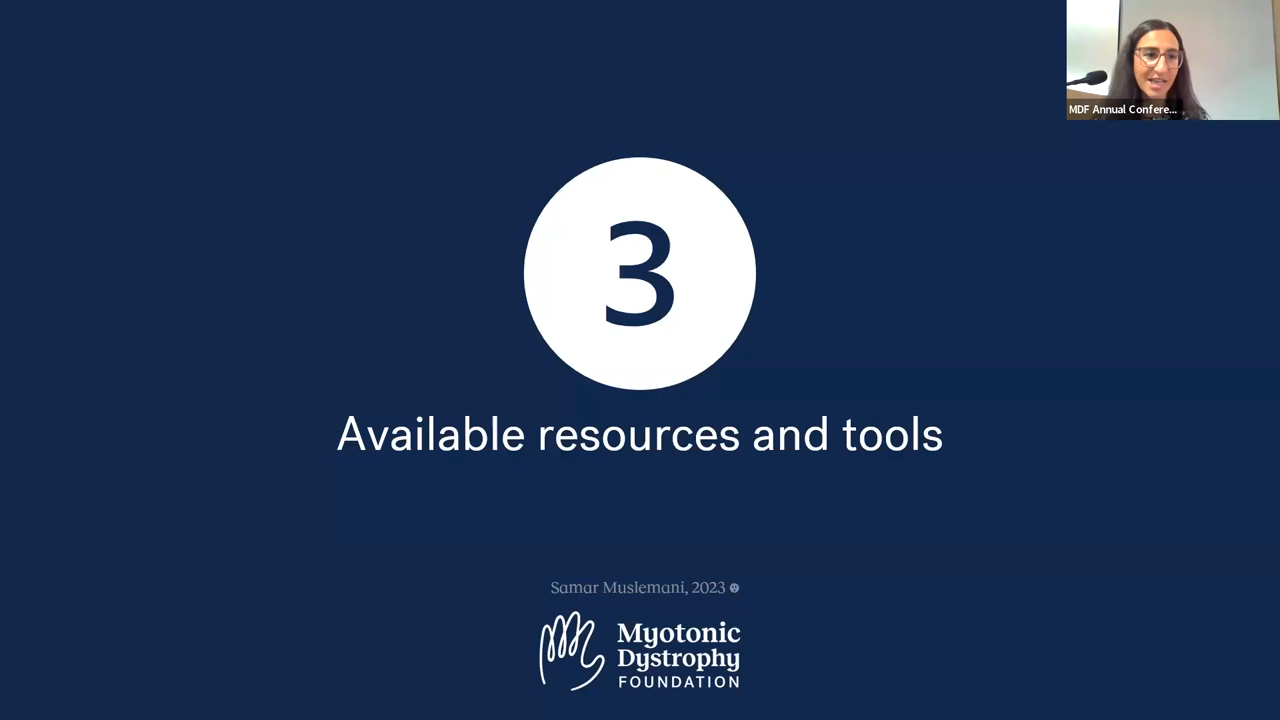 MDF Annual Confere...
3
Available resources and tools
Samar Muslemani, 2023
Myotonic
Dystrophy
FOUNDATION